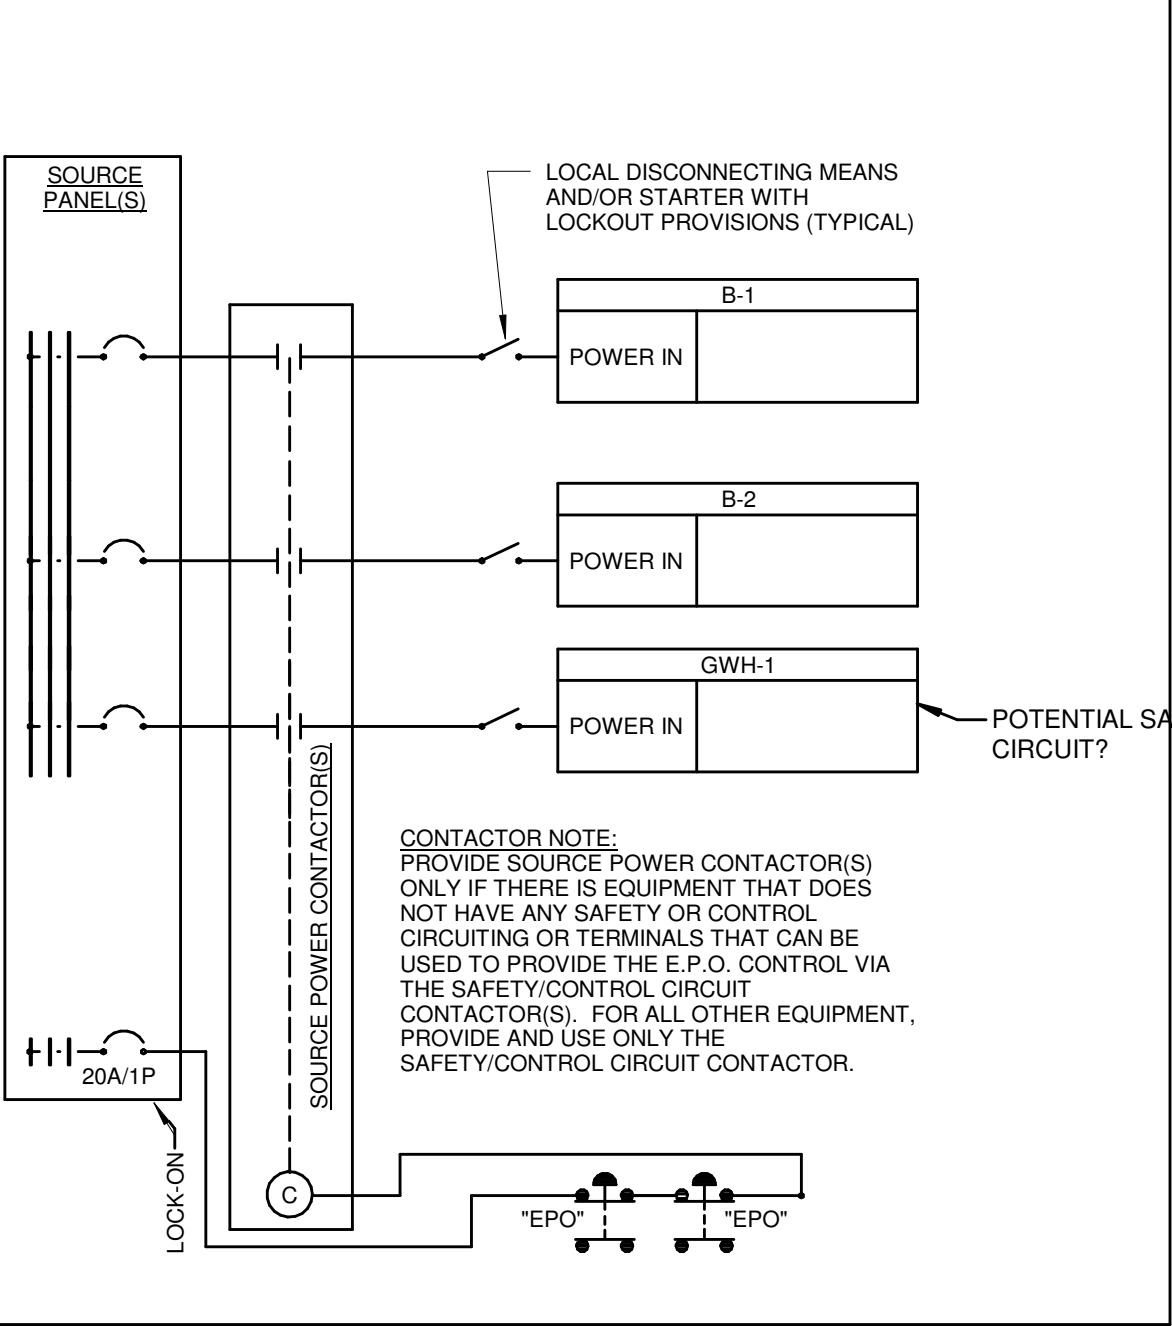 SOURCE
PANEL(S)
LOCAL DISCONNECTING MEANS
AND/OR STARTER WITH
LOCKOUT PROVISIONS (TYPICAL)
B-1
POWER IN
B-2
POWER IN
GWH-1
POWER IN
POTENTIAL SA
CIRCUIT?
SOURCE POWER CONTACTOR(S)
CONTACTOR NOTE:
PROVIDE SOURCE POWER CONTACTOR(S)
ONLY IF THERE IS EQUIPMENT THAT DOES
NOT HAVE ANY SAFETY OR CONTROL
CIRCUITING OR TERMINALS THAT CAN BE
USED TO PROVIDE THE E.P.O. CONTROL VIA
THE SAFETY/CONTROL CIRCUIT
CONTACTOR(S). FOR ALL OTHER EQUIPMENT,
PROVIDE AND USE ONLY THE
SAFETY/CONTROL CIRCUIT CONTACTOR.
20A/1P
LOCK-ON
C
"EPO"
"EPO"